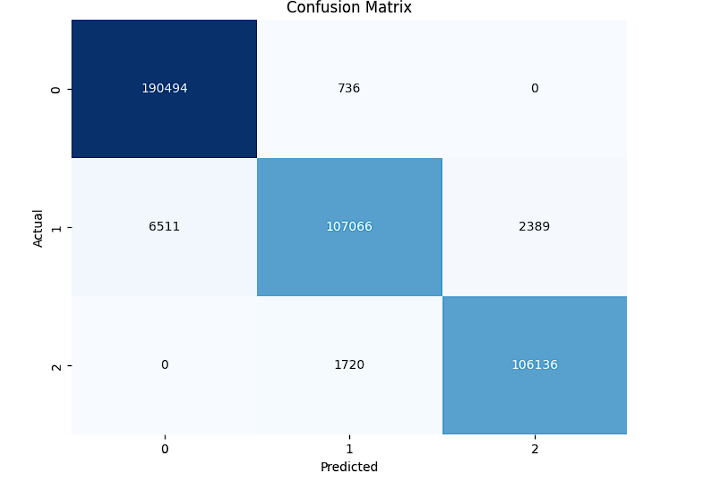 Confusion Matrix
Actual
0
190494 736 0
1
6511 107066 2389
2
0 1720 106136
0 1 2
Predicted